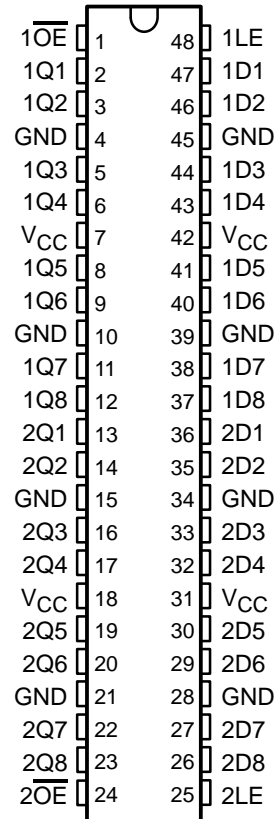 1O̅E̅ 1 48 1LE
1Q1 2 47 1D1
1Q2 3 46 1D2
GND 4 45 GND
1Q3 5 44 1D3
1Q4 6 43 1D4
VCC 7 42 VCC
1Q5 8 41 1D5
1Q6 9 40 1D6
GND 10 39 GND
1Q7 11 38 1D7
1Q8 12 37 1D8
2Q1 13 36 2D1
2Q2 14 35 2D2
GND 15 34 GND
2Q3 16 33 2D3
2Q4 17 32 2D4
VCC 18 31 VCC
2Q5 19 30 2D5
2Q6 20 29 2D6
GND 21 28 GND
2Q7 22 27 2D7
2Q8 23 26 2D8
2O̅E̅ 24 25 2LE